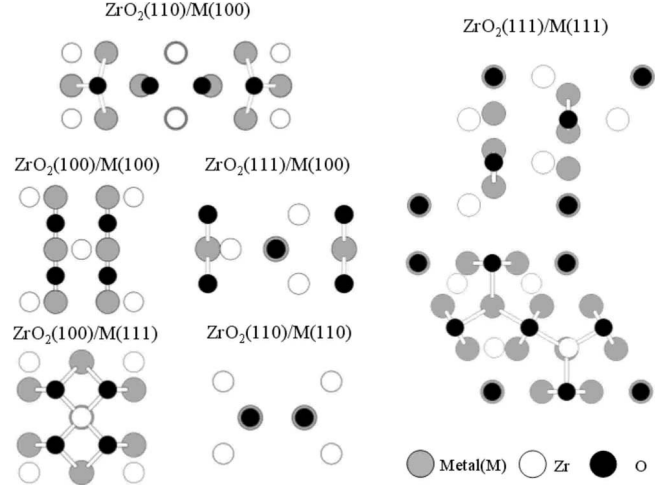 ZrO₂(110)/M(100)
ZrO₂(111)/M(111)
ZrO₂(100)/M(100)
ZrO₂(111)/M(100)
ZrO₂(100)/M(111)
ZrO₂(110)/M(110)
Metal(M)
Zr
O